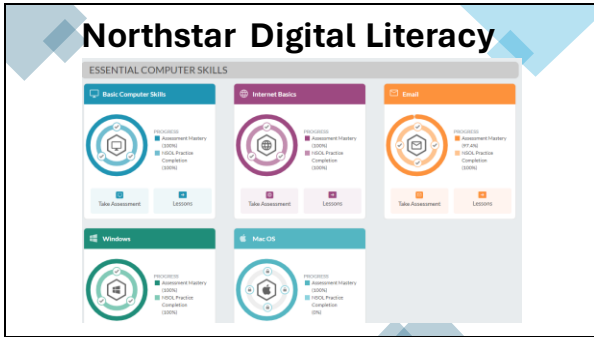 Northstar Digital Literacy
ESSENTIAL COMPUTER SKILLS
Basic Computer
Skills
PROGRESS
Assessment Mastery
(100%)
NSOL Practice
Completion
(100%)
Take Assessment
Lessons
Internet Basics
PROGRESS
Assessment Mastery
(100%)
NSOL Practice
Completion
(100%)
Take Assessment
Lessons
Email
PROGRESS
Assessment Mastery
(97.4%)
NSOL Practice
Completion
(100%)
Take Assessment
Lessons
Windows
PROGRESS
Assessment Mastery
(100%)
NSOL Practice
Completion
(100%)
Mac OS
PROGRESS
Assessment Mastery
(100%)
NSOL Practice
Completion
(0%)